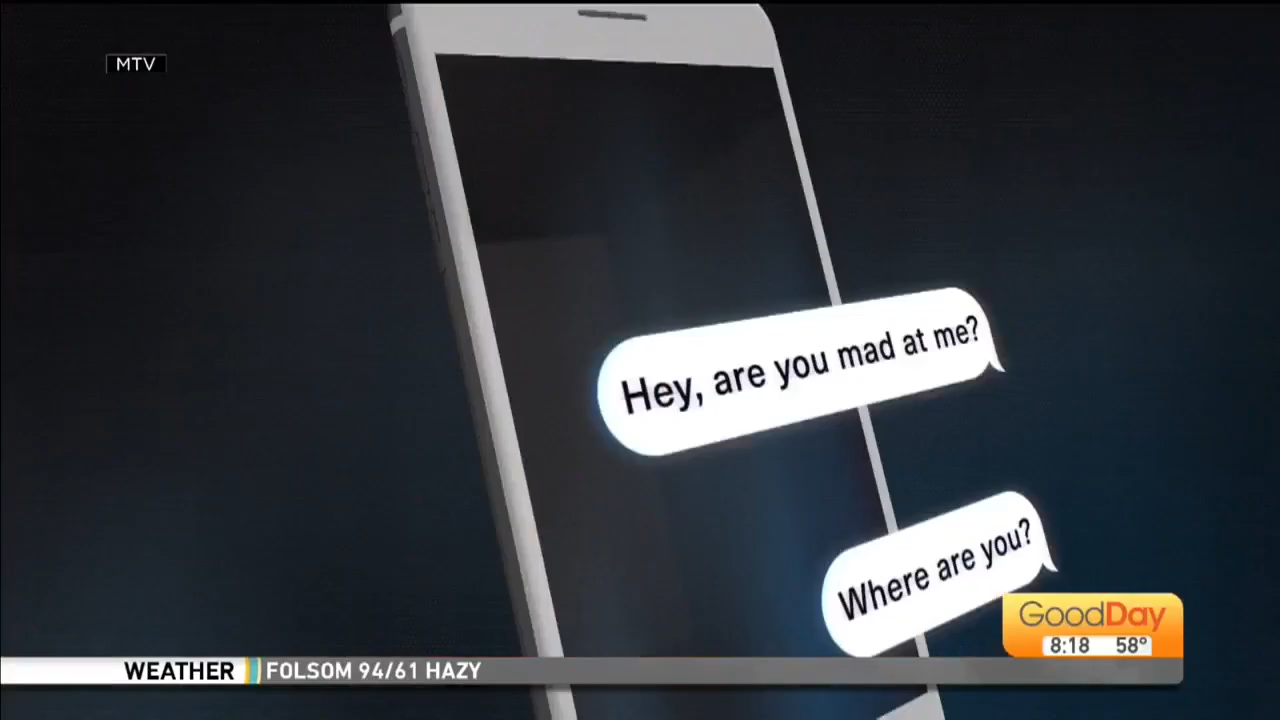 MTV
Hey, are you mad at me?
Where are you?
GoodDay
8:18 58°
WEATHER FOLSOM 94/61 HAZY